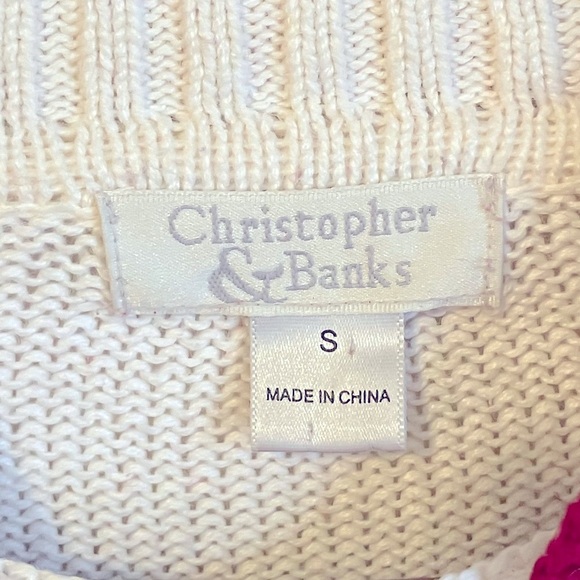 Christopher
& Banks
S
MADE IN CHINA